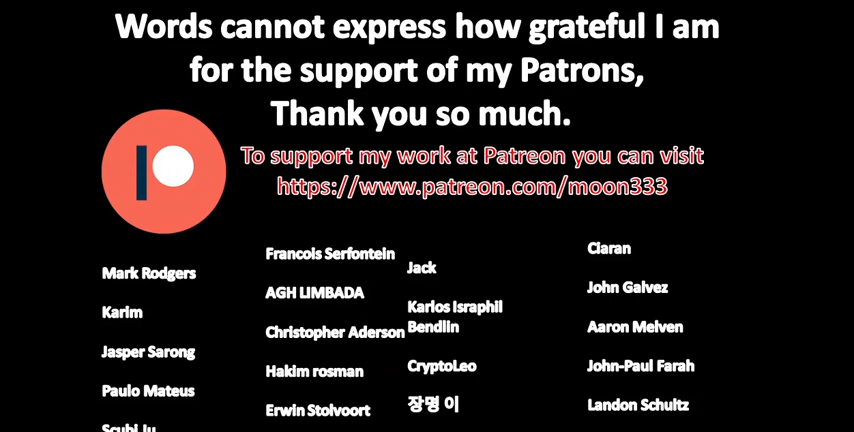 Words cannot express how grateful I am
for the support of my Patrons,
Thank you so much.
To support my work at Patreon you can visit
https://www.patreon.com/moon333
Mark Rodgers
Karim
Jasper Sarong
Paulo Mateus
Scubi Ju
Francois Serfontein
AGH LIMBADA
Christopher Aderson
Hakim rosman
Erwin Stolvoort
Jack
Karlos Israphil
Bendlin
CryptoLeo
장명 이
Ciaran
John Galvez
Aaron Melven
John-Paul Farah
Landon Schultz